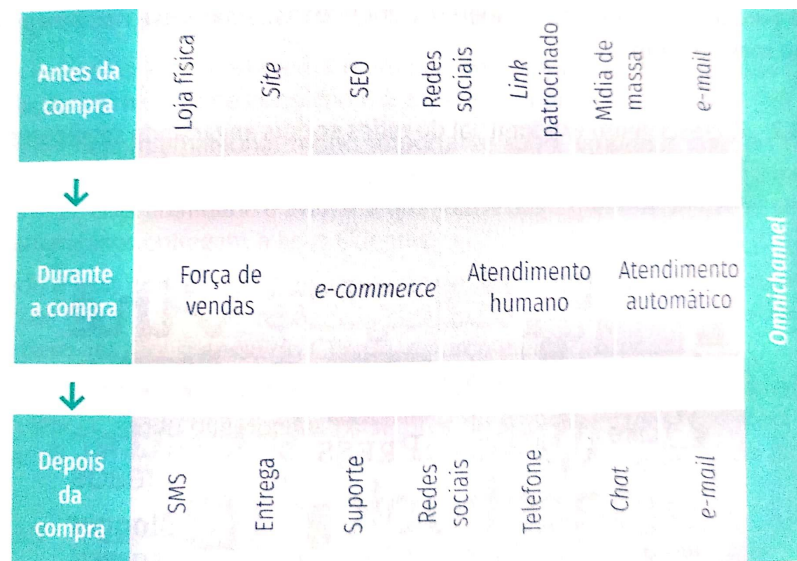 Antes da
compra
Loja física
Site
SEO
Redes
sociais
Link
patrocinado
Mídia de
massa
e-mail
Durante
a compra
Força de
vendas
e-commerce
Atendimento
humano
Atendimento
automático
Depois
da
compra
SMS
Entrega
Suporte
Redes
sociais
Telefone
Chat
e-mail
Omnichannel